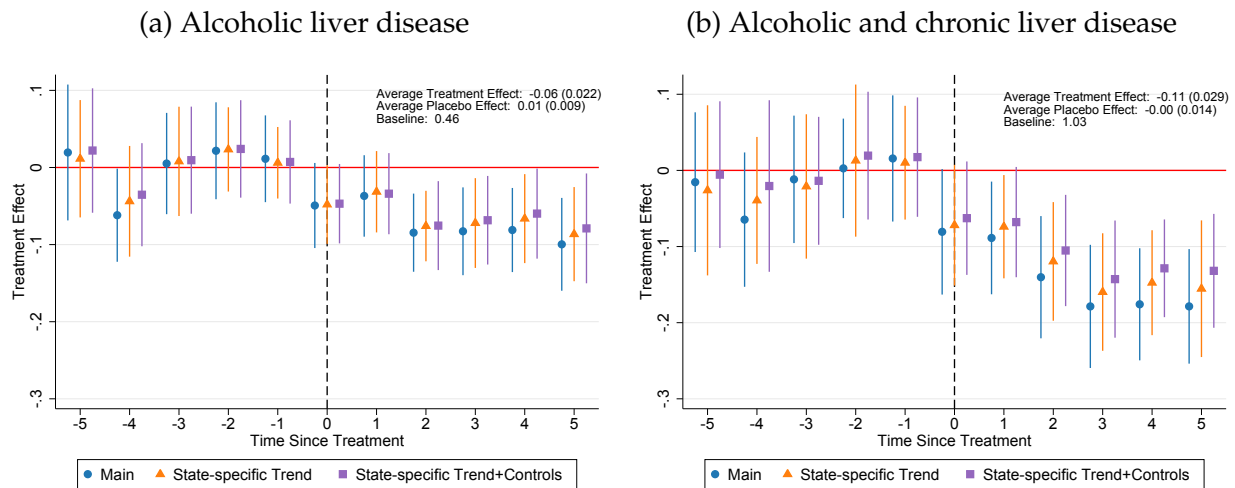 (a) Alcoholic liver disease
Average Treatment Effect: -0.06 (0.022)
Average Placebo Effect: 0.01 (0.009)
Baseline: 0.46
Treatment Effect
.1
0
-.1
-.2
-.3
-5 -4 -3 -2 -1 0 1 2 3 4 5
Time Since Treatment
Main State-specific Trend State-specific Trend+Controls
(b) Alcoholic and chronic liver disease
Average Treatment Effect: -0.11 (0.029)
Average Placebo Effect: -0.00 (0.014)
Baseline: 1.03
Treatment Effect
.1
0
-.1
-.2
-.3
-5 -4 -3 -2 -1 0 1 2 3 4 5
Time Since Treatment
Main State-specific Trend State-specific Trend+Controls